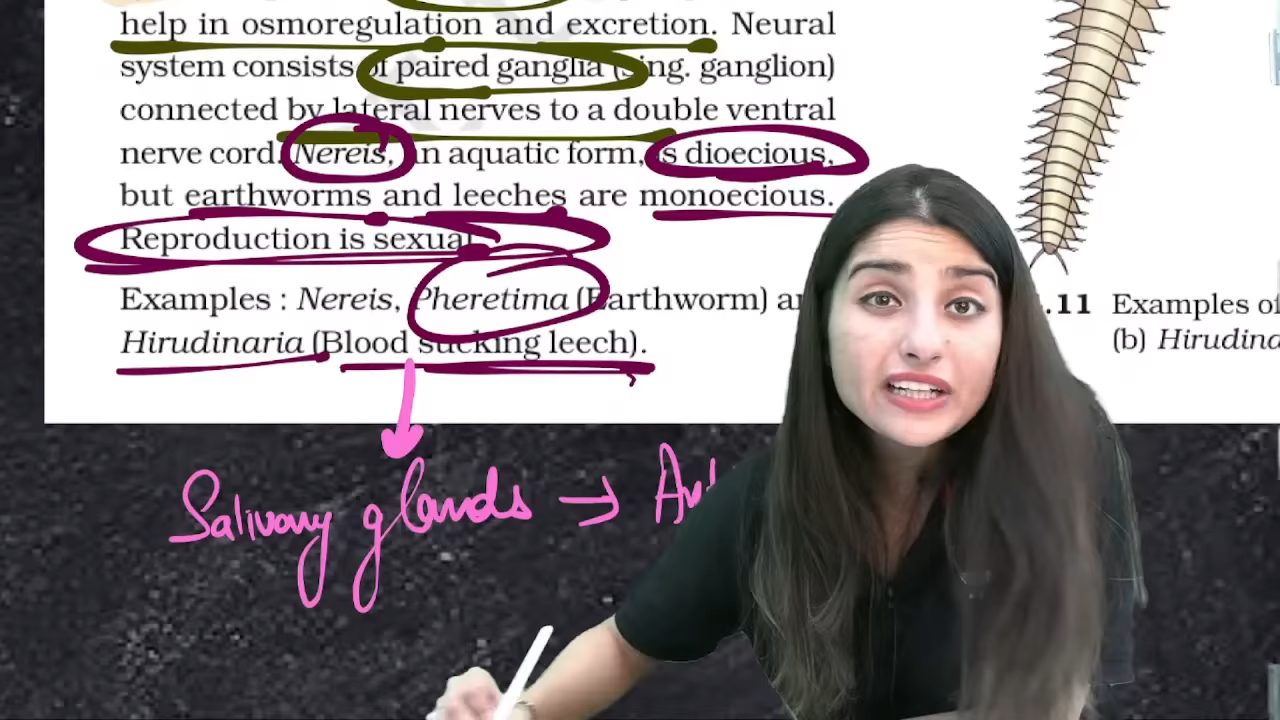 help in osmoregulation and excretion. Neural
system consists of paired ganglia (sing. ganglion)
connected by lateral nerves to a double ventral
nerve cord. Nereis, an aquatic form, is dioecious,
but earthworms and leeches are monoecious.
Reproduction is sexual
Examples : Nereis, Pheretima (Earthworm)
Hirudinaria (Blood sucking leech).
.11 Examples of
(b)
Salivary glands →